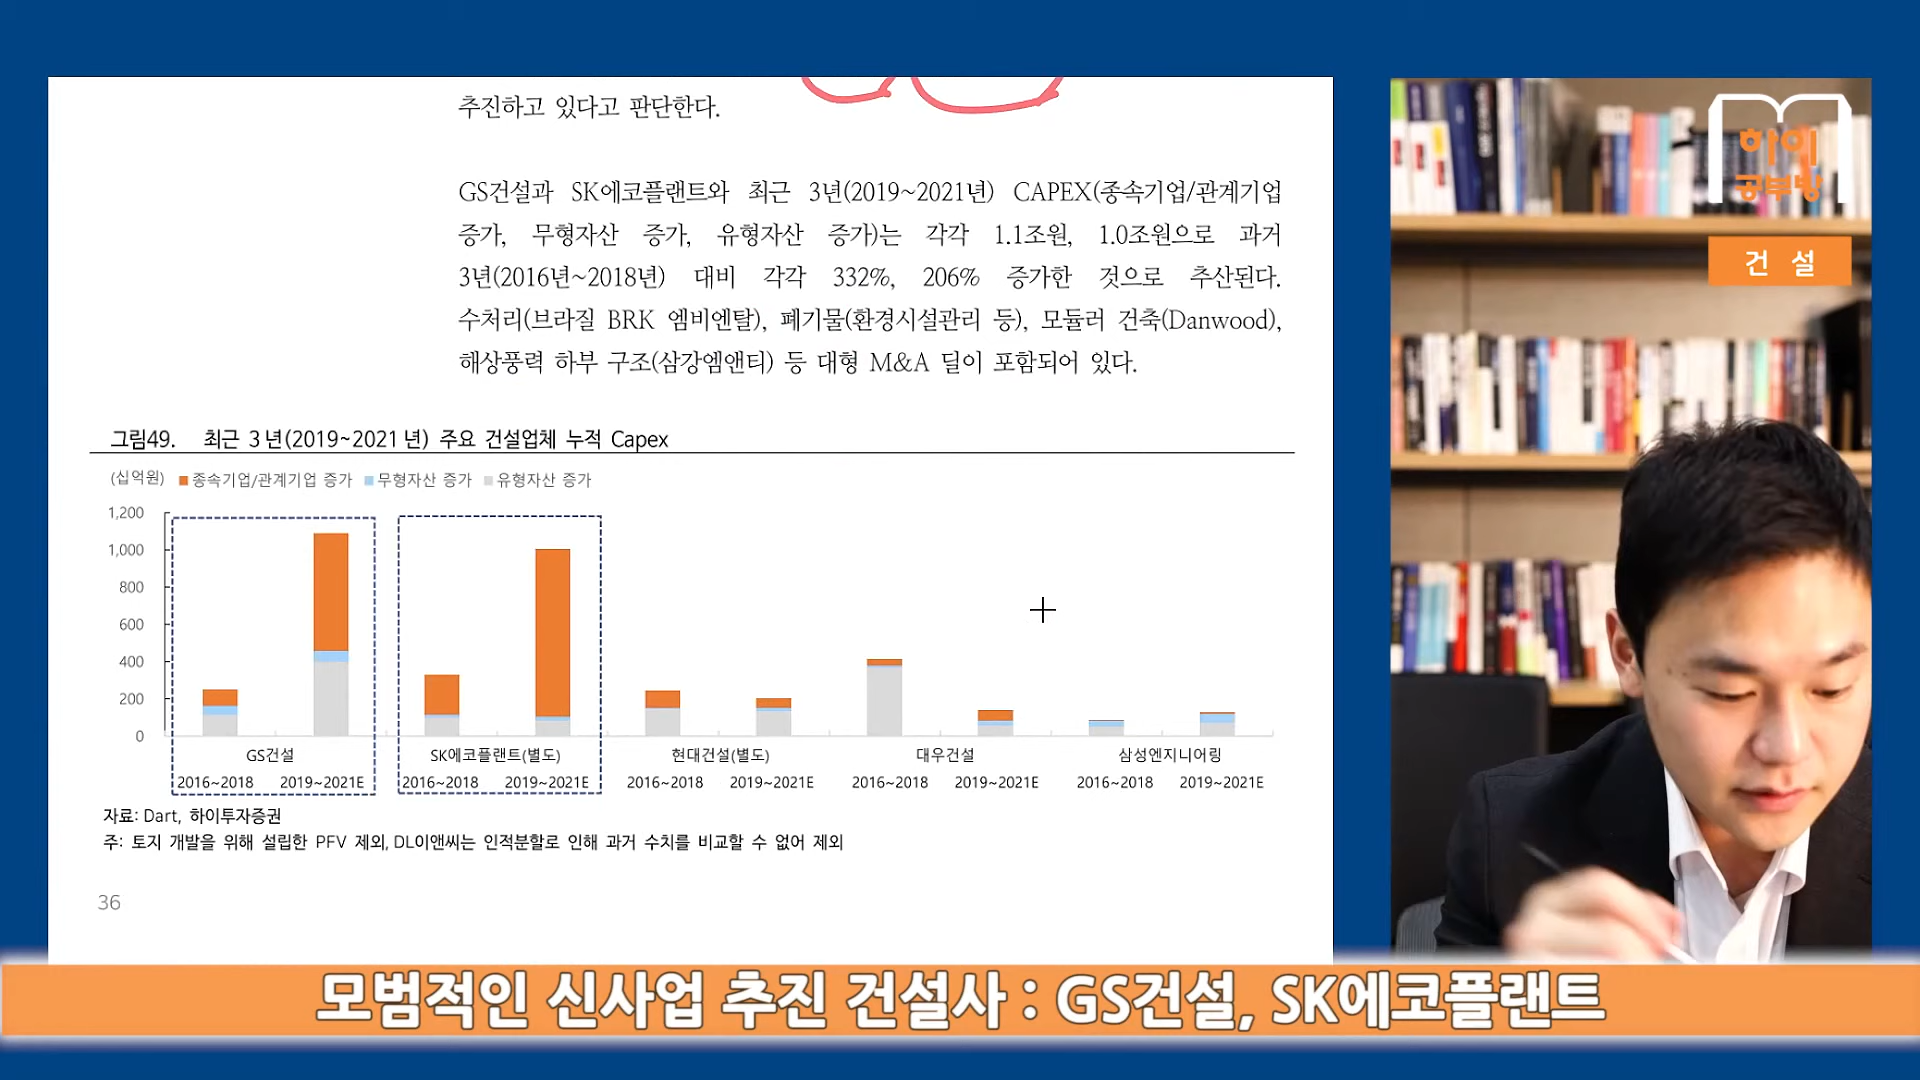 추진하고 있다고 판단한다.
GS건설과 SK에코플랜트와 최근 3년(2019~2021년) CAPEX(종속기업/관계기업
증가, 무형자산 증가, 유형자산 증가)는 각각 1.1조원, 1.0조원으로 과거
3년(2016년~2018년) 대비 각각 332%, 206% 증가한 것으로 추산된다.
수처리(브라질 BRK 엠비엔탈), 폐기물(환경시설관리 등), 모듈러 건축(Danwood),
해상풍력 하부 구조(삼강엠앤티) 등 대형 M&A 딜이 포함되어 있다.
그림49. 최근 3년(2019~2021년) 주요 건설업체 누적 Capex
(십억원) 종속기업/관계기업 증가 무형자산 증가 유형자산 증가
1,200
1,000
800
600
400
200
0
GS건설 SK에코플랜트(별도) 현대건설(별도) 대우건설 삼성엔지니어링
2016~2018 2019~2021E 2016~2018 2019~2021E 2016~2018 2019~2021E 2016~2018 2019~2021E 2016~2018 2019~2021E
자료: Dart, 하이투자증권
주: 토지 개발을 위해 설립한 PFV 제외, DL이앤씨는 인적분할로 인해 과거 수치를 비교할 수 없어 제외
36
하이
공부방
건 설
모범적인 신사업 추진 건설사 : GS건설, SK에코플랜트